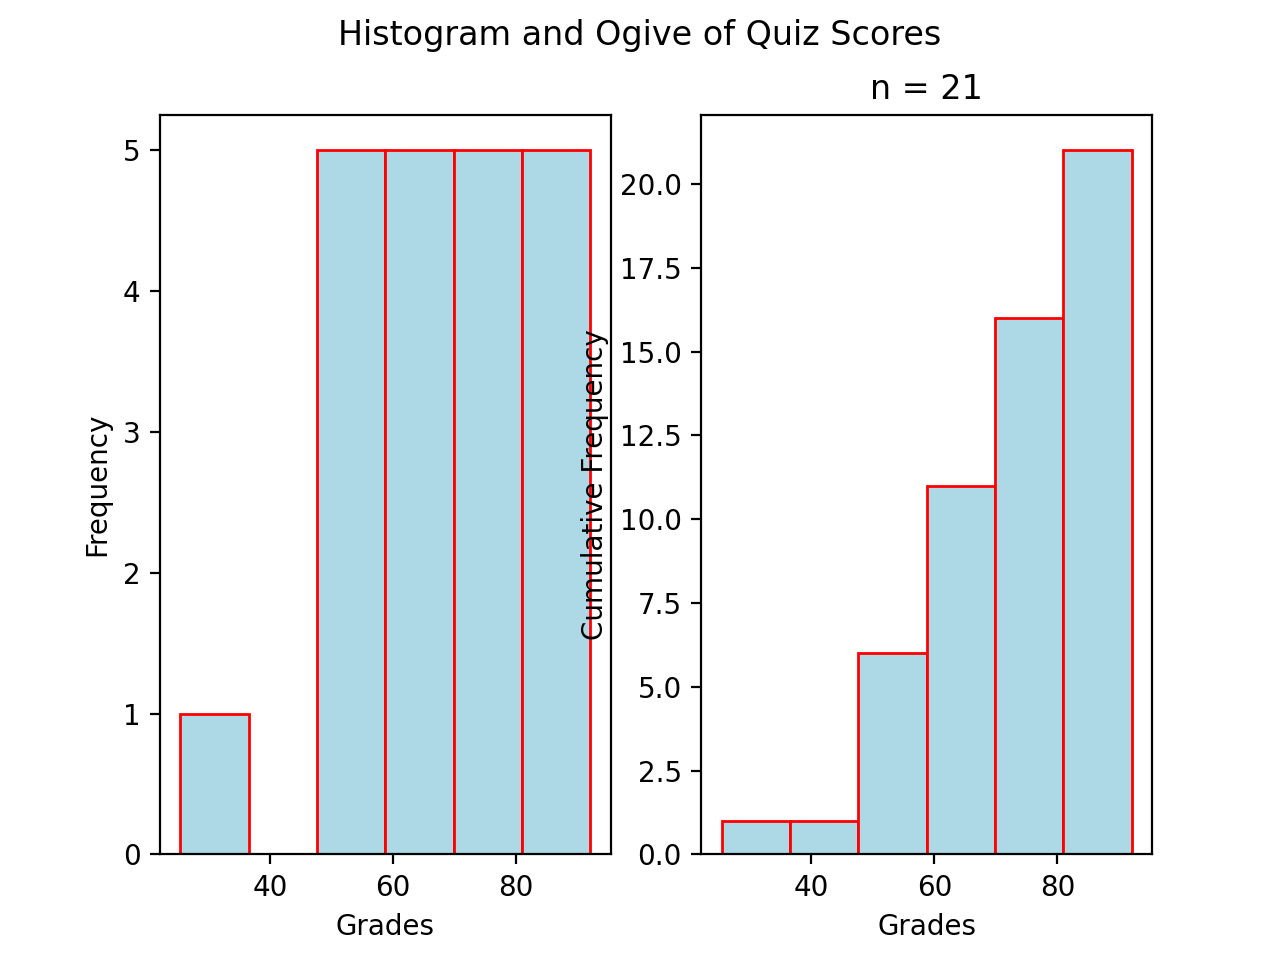 Histogram and Ogive of Quiz Scores
5
4
3
2
1
0
Frequency
40 60 80
Grades
n = 21
20.0
17.5
15.0
12.5
10.0
7.5
5.0
2.5
0.0
Cumulative Frequency
40 60 80
Grades